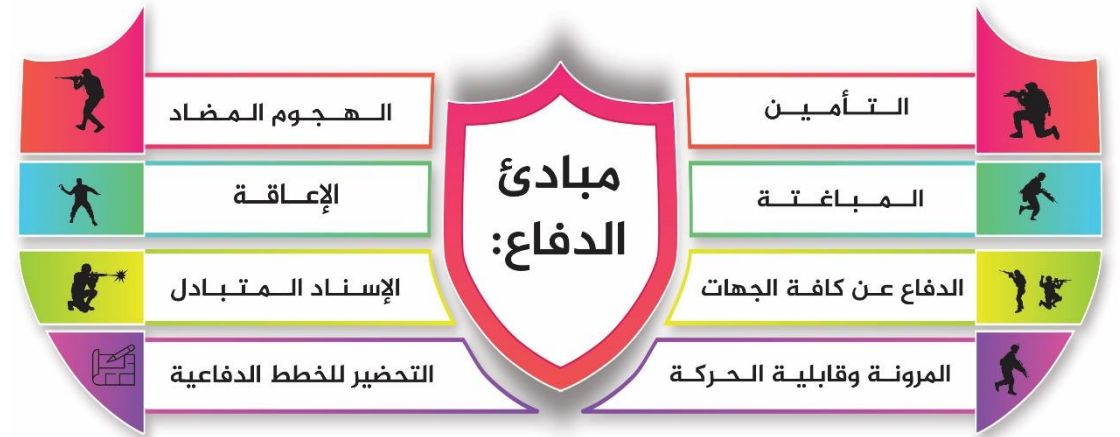 مبادئ
الدفاع:
التأمين
المباغتة
الدفاع عن كافة الجهات
المرونة وقابلية الحركة
الهجوم المضاد
الإعاقة
الإسناد المتبادل
التحضير للخطط الدفاعية